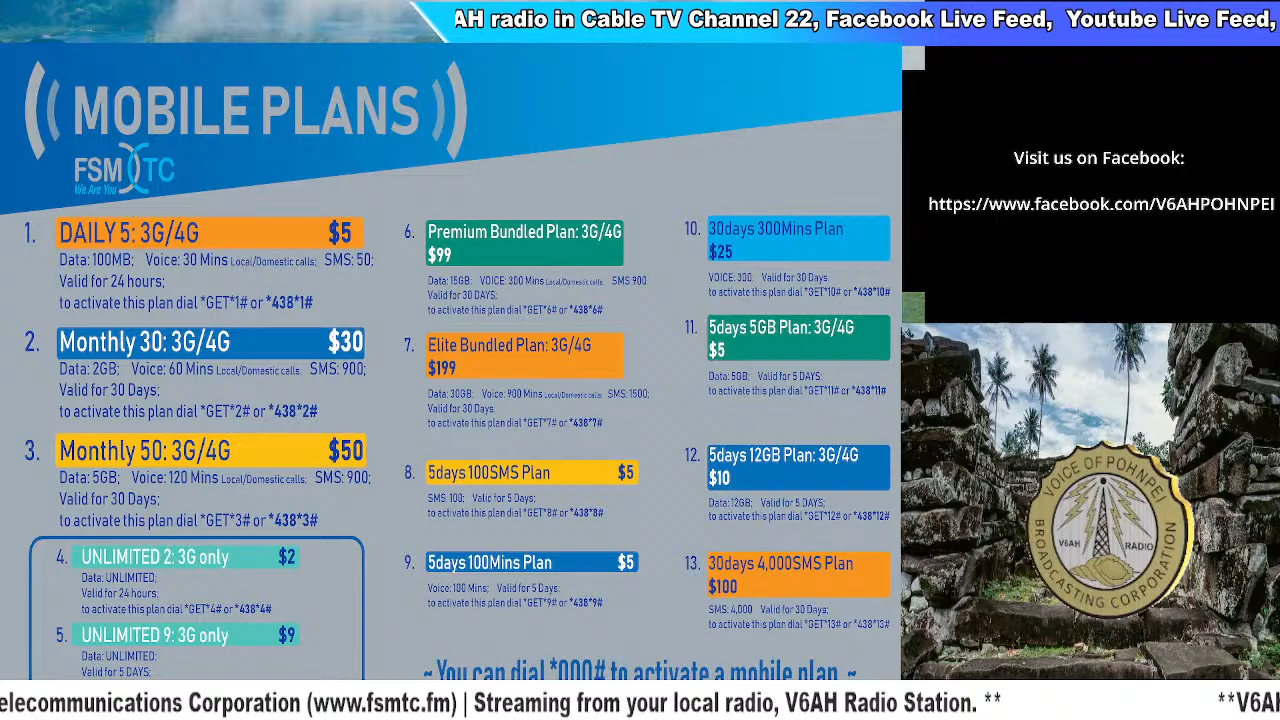 AH radio in Cable TV Channel 22, Facebook Live Feed, Youtube Live Feed,
MOBILE PLANS
FSMTC
We Are You
1. DAILY 5: 3G/4G $5
Data: 100MB; Voice: 30 Mins Local/Domestic calls; SMS: 50;
Valid for 24 hours;
to activate this plan dial *GET*1# or *438*1#
2. Monthly 30: 3G/4G $30
Data: 2GB; Voice: 60 Mins Local/Domestic calls. SMS: 900;
Valid for 30 Days;
to activate this plan dial *GET*2# or *438*2#
3. Monthly 50: 3G/4G $50
Data: 5GB; Voice: 120 Mins Local/Domestic calls; SMS: 900;
Valid for 30 Days;
to activate this plan dial *GET*3# or *438*3#
4. UNLIMITED 2: 3G only $2
Data: UNLIMITED;
Valid for 24 hours;
to activate this plan dial *GET*4# or *438*4#
5. UNLIMITED 9: 3G only $9
Data: UNLIMITED;
Valid for 5 DAYS;
6. Premium Bundled Plan: 3G/4G
$99
Data: 15GB; VOICE: 300 Mins Local/Domestic calls. SMS 900
Valid for 30 DAYS;
to activate this plan dial *GET*6# or *438*6#
7. Elite Bundled Plan: 3G/4G
$199
Data: 30GB; Voice: 900 Mins Local/Domestic calls; SMS: 1500;
Valid for 30 Days.
to activate this plan dial *GET*7# or *438*7#
8. 5days 100SMS Plan $5
SMS 100; Valid for 5 Days;
to activate this plan dial *GET*8# or *438*8#
9. 5days 100Mins Plan $5
Voice: 100 Mins; Valid for 5 Days;
to activate this plan dial *GET*9# or *438*9#
10. 30days 300Mins Plan
$25
VOICE: 300; Valid for 30 Days;
to activate this plan dial *GET*10# or *438*10#
11. 5days 5GB Plan: 3G/4G
$5
Data: 5GB; Valid for 5 DAYS;
to activate this plan dial *GET*11# or *438*11#
12. 5days 12GB Plan: 3G/4G
$10
Data: 12GB; Valid for 5 DAYS;
to activate this plan dial *GET*12# or *438*12#
13. 30days 4,000SMS Plan
$100
SMS: 4,000 Valid for 30 Days;
to activate this plan dial *GET*13# or *438*13#
~ You can dial *000# to activate a mobile plan ~
Visit us on Facebook:
https://www.facebook.com/V6AHPOHNPEI
VOICE OF POHNPEI
V6AH RADIO
BROADCASTING CORPORATION
elecommunications Corporation (www.fsmtc.fm) | Streaming from your local radio, V6AH Radio Station. ** **V6AH